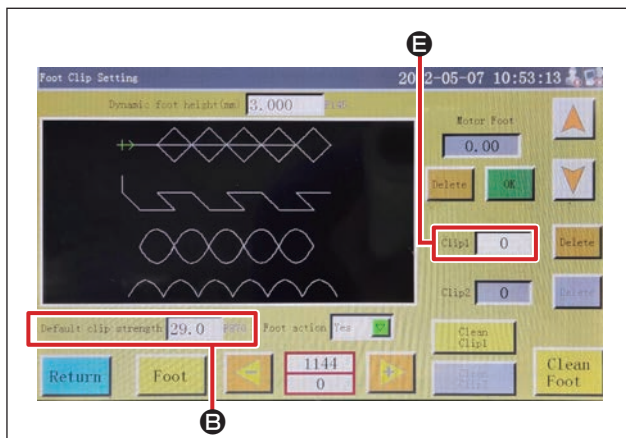 E
Foot Clip Setting
2022-05-07 10:53:13
Dynamic foot height(mm) 3.000
Motor Foot
0.00
Delete OK
Clip1 0 Delete
Clip2 0 Delete
Default clip strength 29.0
Foot action Yes
Clean
Clip1
Return Foot
1144
0
Clean
Foot
B